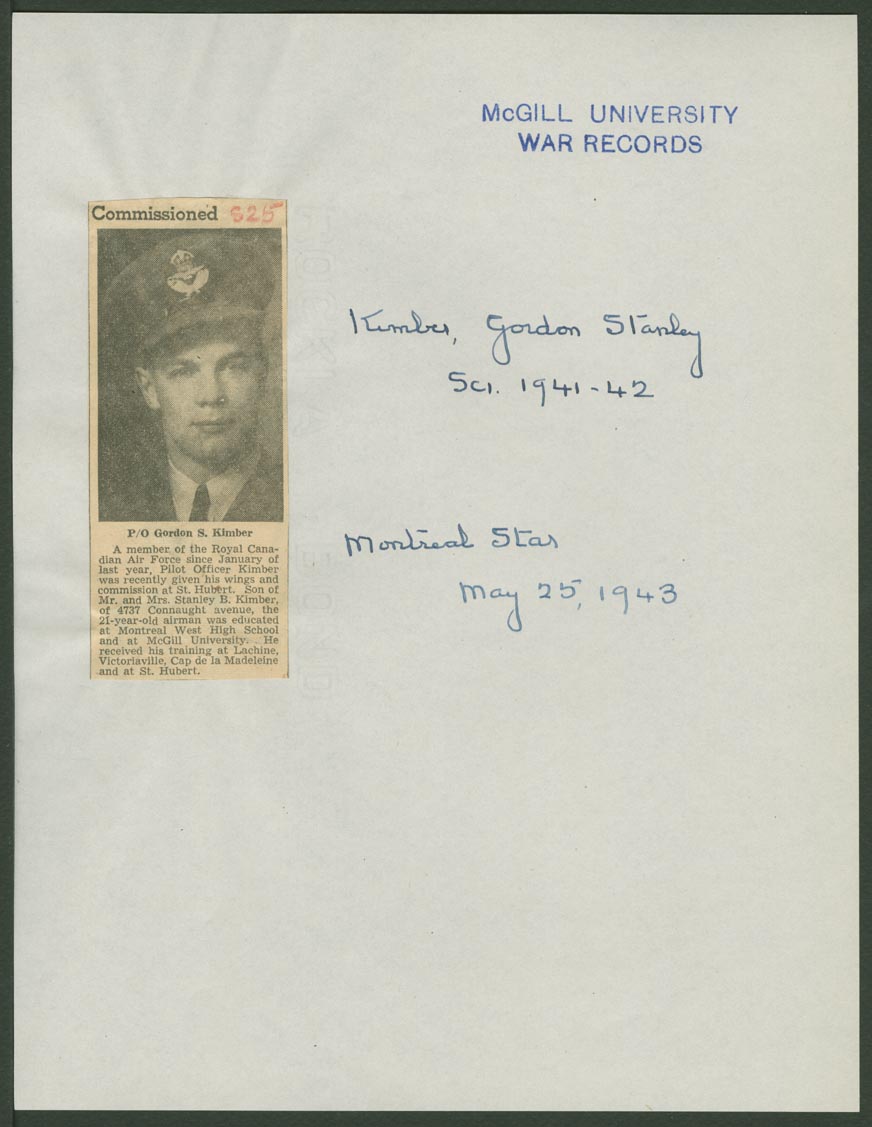 McGILL UNIVERSITY
WAR RECORDS
Commissioned S25
Kimber, Gordon Stanley
Sci. 1941-42
Montreal Star
May 25, 1943
P/O Gordon S. Kimber
A member of the Royal Cana-
dian Air Force since January of
last year, Pilot Officer Kimber
was recently given his wings and
commission at St. Hubert. Son of
Mr. and Mrs. Stanley B. Kimber,
of 4737 Connaught avenue, the
21-year-old airman was educated
at Montreal West High School
and at McGill University. He
received his training at Lachine,
Victoriaville, Cap de la Madeleine
and at St. Hubert.